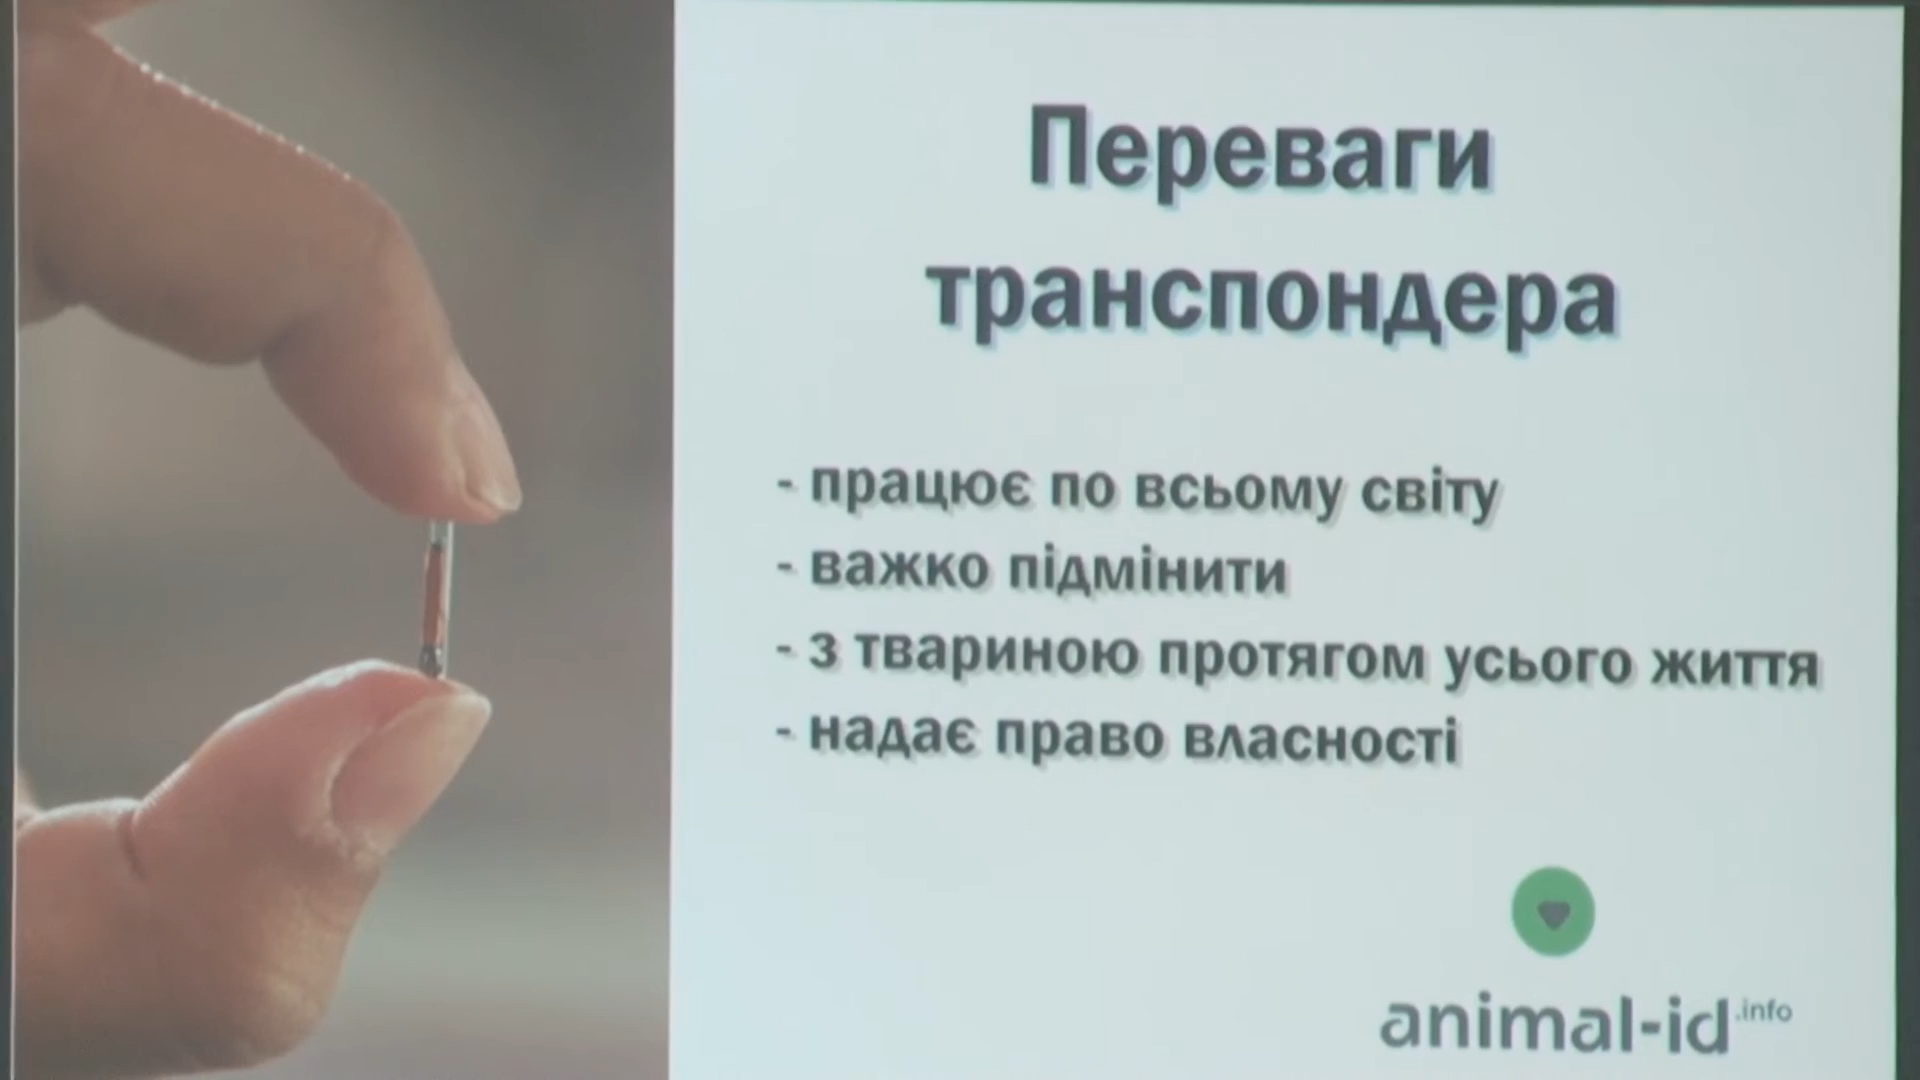 Переваги
транспондера
- працює по всьому світу
- важко підмінити
- з твариною протягом усього життя
- надає право власності
animal-id.info